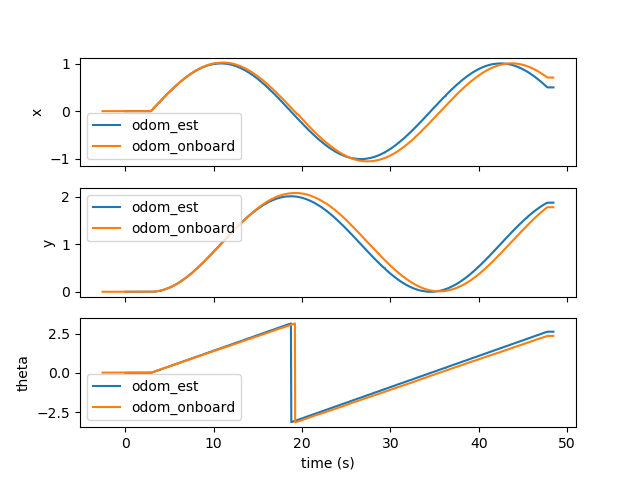 1
0
−1
x
odom_est
odom_onboard
2
1
0
y
odom_est
odom_onboard
2.5
0.0
−2.5
theta
odom_est
odom_onboard
0
10
20
30
40
50
time (s)